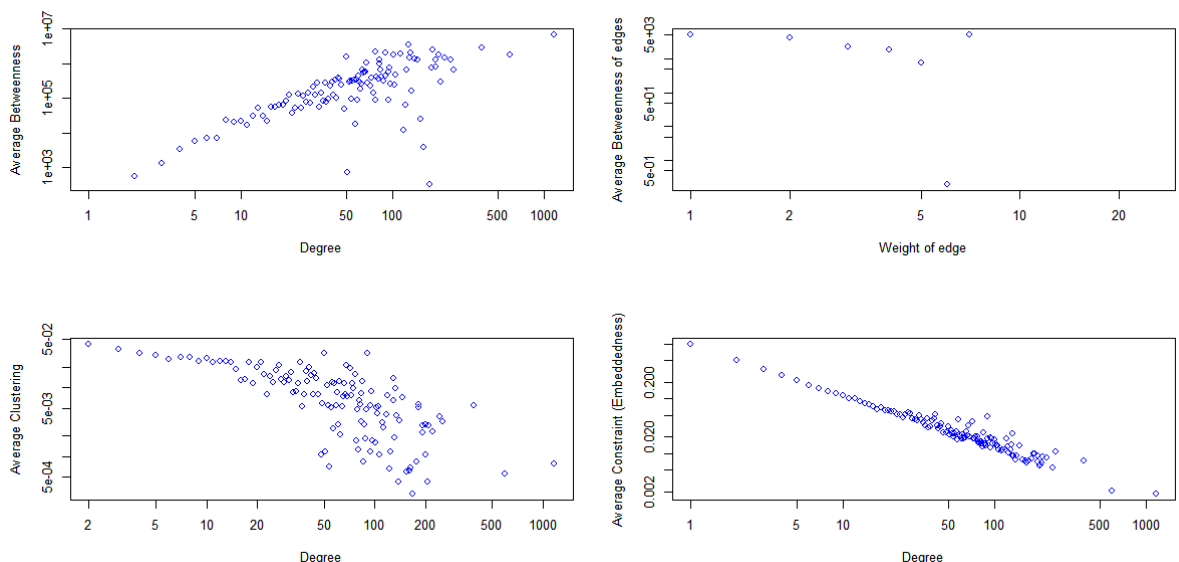 Average Betweenness
1e+07
1e+05
1e+03
1 5 10 50 100 500 1000
Degree
Average Betweenness of edges
5e+03
5e+01
5e-01
1 2 5 10 20
Weight of edge
Average Clustering
5e-02
5e-03
5e-04
2 5 10 20 50 100 200 500 1000
Degree
Average Constraint (Embeddedness)
0.200
0.020
0.002
1 5 10 50 100 500 1000
Degree